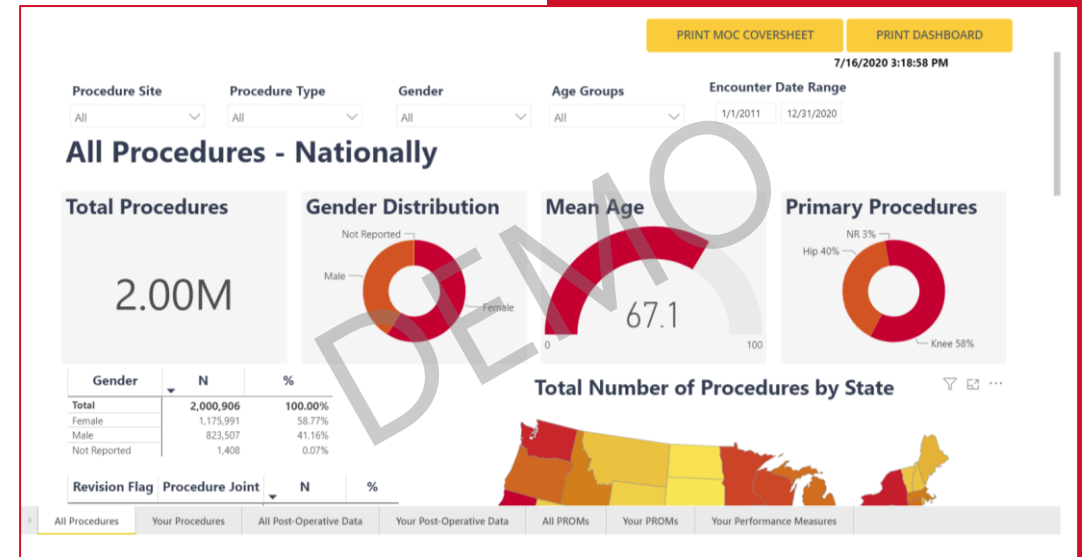 PRINT MOC COVERSHEET PRINT DASHBOARD
7/16/2020 3:18:58 PM
Procedure Site Procedure Type Gender Age Groups Encounter Date Range
All All All All 1/1/2011 12/31/2020
All Procedures - Nationally
Total Procedures
2.00M
Gender Distribution
Not Reported
Male
Female
Mean Age
67.1
0 100
Primary Procedures
NR 3%
Hip 40%
Knee 58%
DEMO
Gender N %
Total 2,000,906 100.00%
Female 1,175,991 58.77%
Male 823,507 41.16%
Not Reported 1,408 0.07%
Total Number of Procedures by State
Revision Flag Procedure Joint N %
All Procedures Your Procedures All Post-Operative Data Your Post-Operative Data All PROMs Your PROMs Your Performance Measures